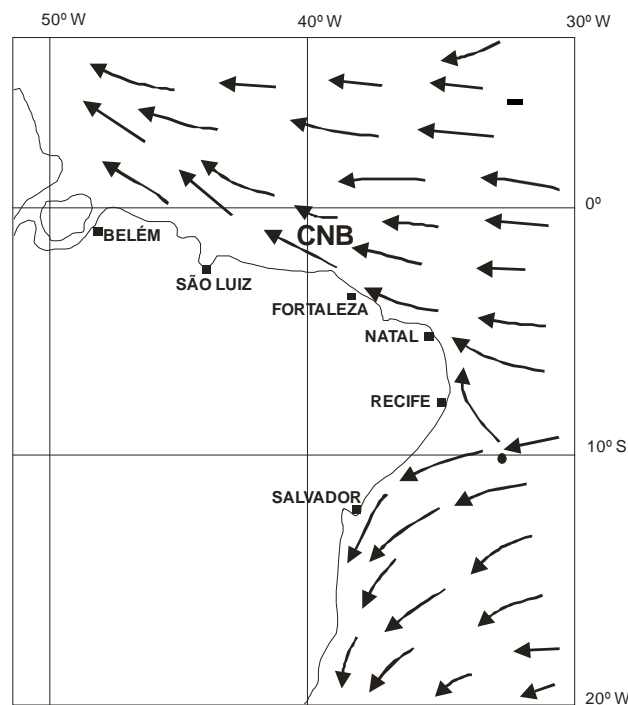 50º W 40º W 30º W
0º
BELÉM
CNB
SÃO LUIZ
FORTALEZA
NATAL
RECIFE
10º S
SALVADOR
20º W